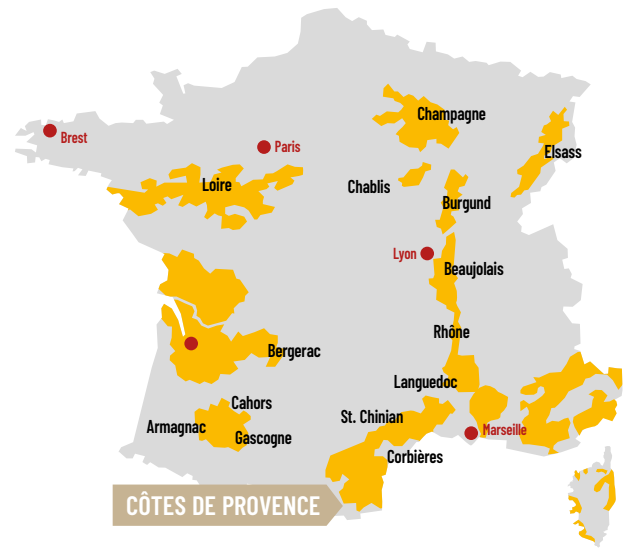 Champagne
Brest
Paris
Elsass
Loire
Chablis
Burgund
Lyon
Beaujolais
Rhône
Bergerac
Languedoc
Cahors
St. Chinian
Armagnac
Marseille
Gascogne
Corbières
CÔTES DE PROVENCE